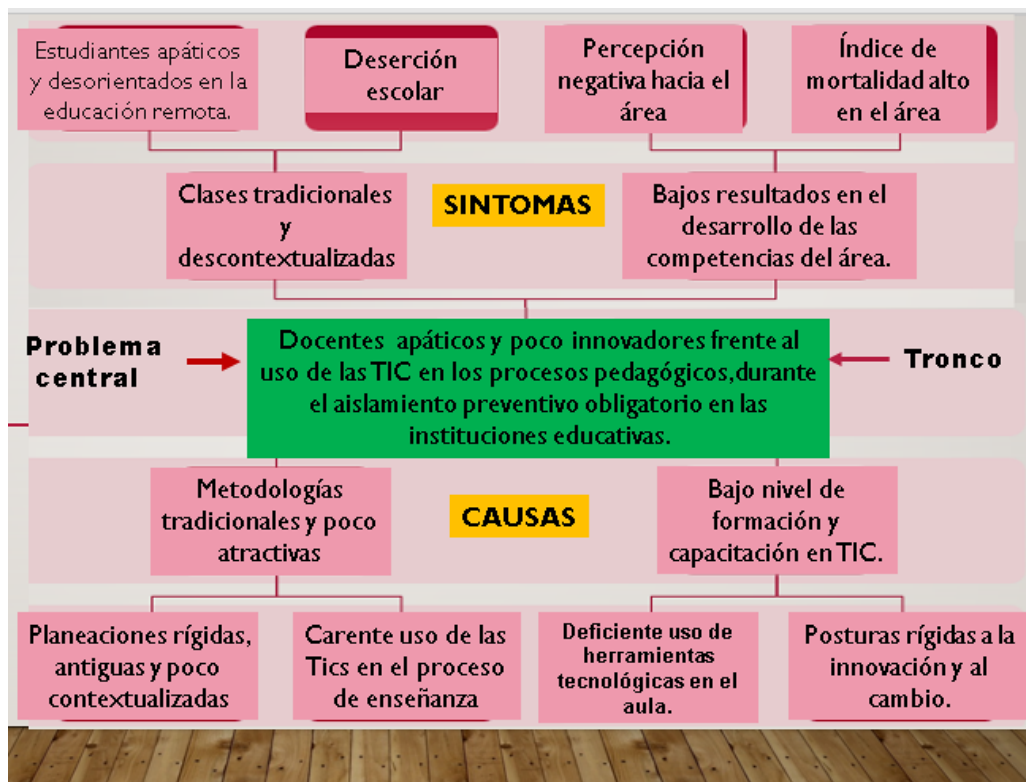 Estudiantes apáticos
y desorientados en la
educación remota.
Deserción
escolar
Percepción
negativa hacia el
área
Índice de
mortalidad alto
en el área
Clases tradicionales
y
descontextualizadas
SINTOMAS
Bajos resultados en el
desarrollo de las
competencias del área.
Problema
central
Docentes apáticos y poco innovadores frente al
uso de las TIC en los procesos pedagógicos,durante
el aislamiento preventivo obligatorio en las
instituciones educativas.
Tronco
Metodologías
tradicionales y poco
atractivas
CAUSAS
Bajo nivel de
formación y
capacitación en TIC.
Planeaciones rígidas,
antiguas y poco
contextualizadas
Carente uso de las
Tics en el proceso
de enseñanza
Deficiente uso de
herramientas
tecnológicas en el
aula.
Posturas rígidas a la
innovación y al
cambio.